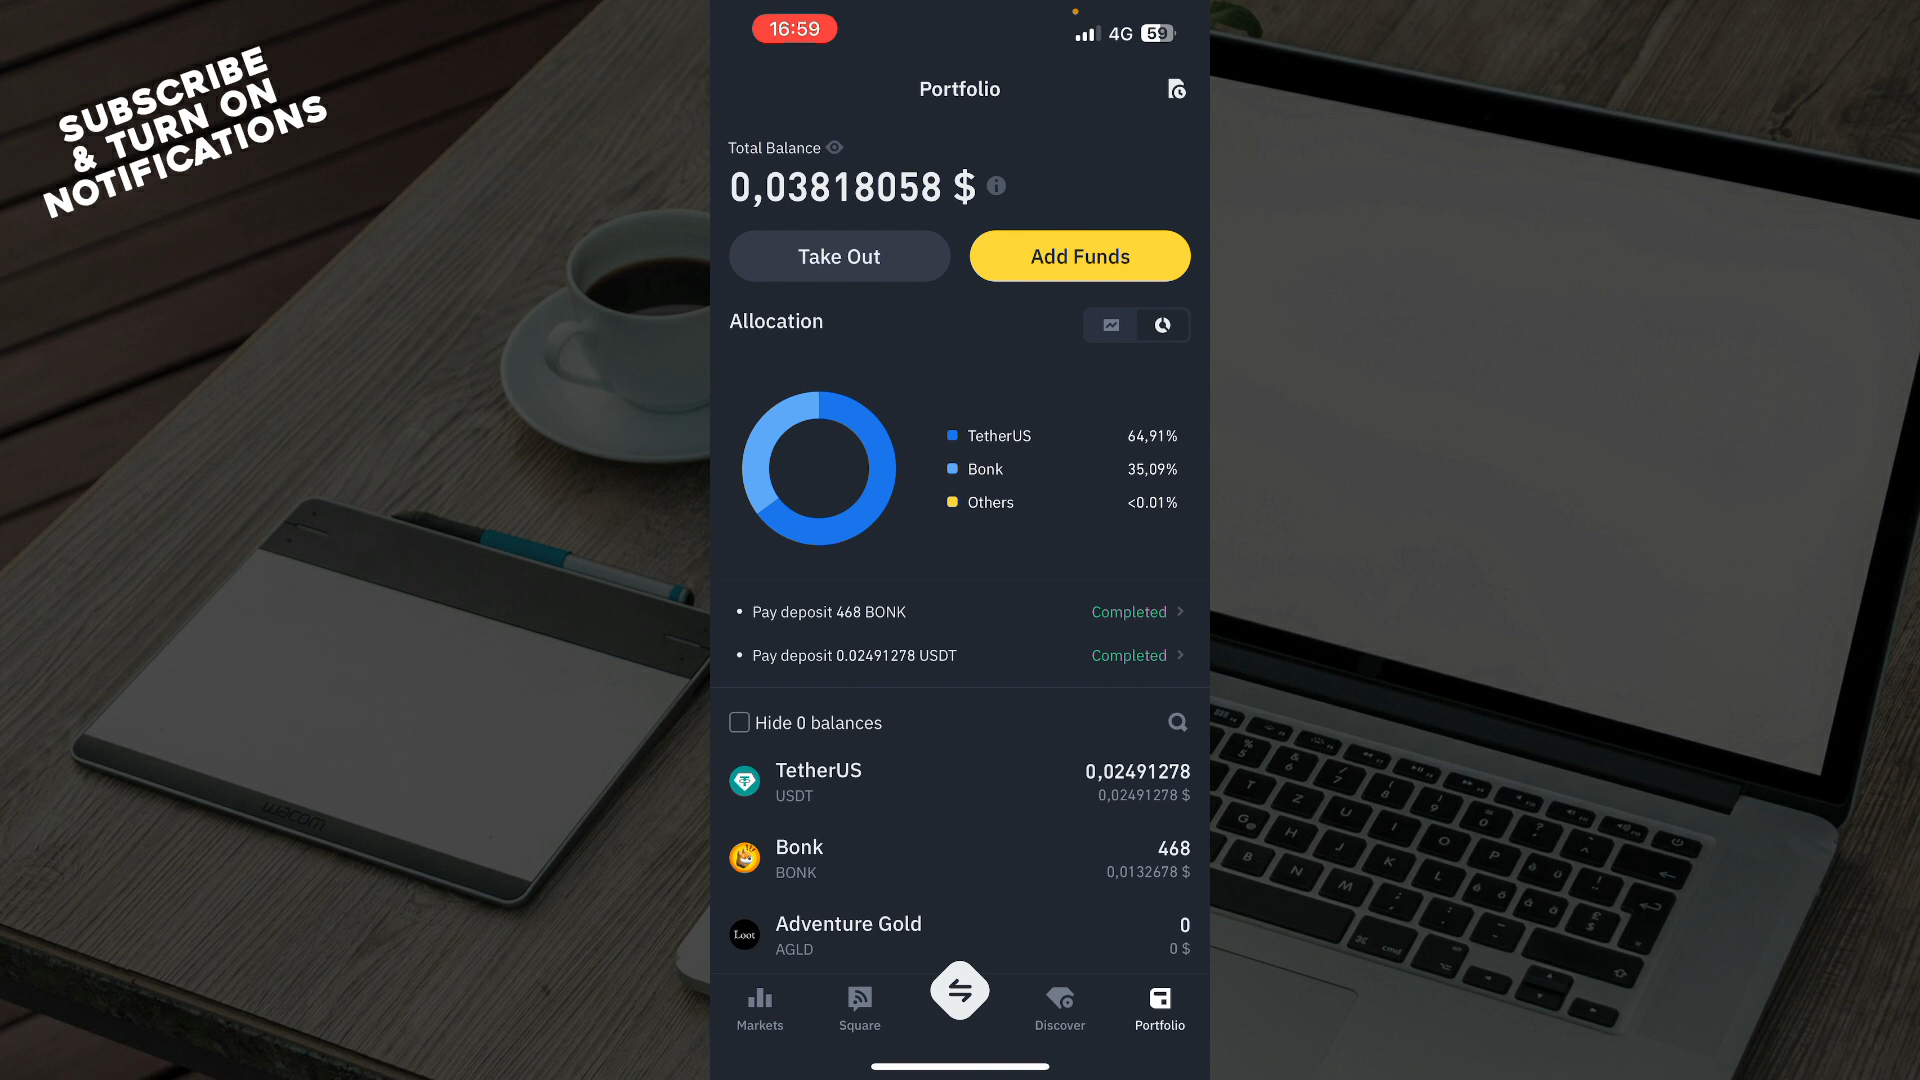 SUBSCRIBE
& TURN ON
NOTIFICATIONS
16:59
4G 59
Portfolio
Total Balance
0,03818058 $
Take Out
Add Funds
Allocation
TetherUS 64,91%
Bonk 35,09%
Others <0.01%
• Pay deposit 468 BONK Completed
• Pay deposit 0.02491278 USDT Completed
Hide 0 balances
TetherUS 0,02491278
USDT 0,02491278 $
Bonk 468
BONK 0,0132678 $
Loot
Adventure Gold 0
AGLD 0 $
Markets
Square
Discover
Portfolio
wacom